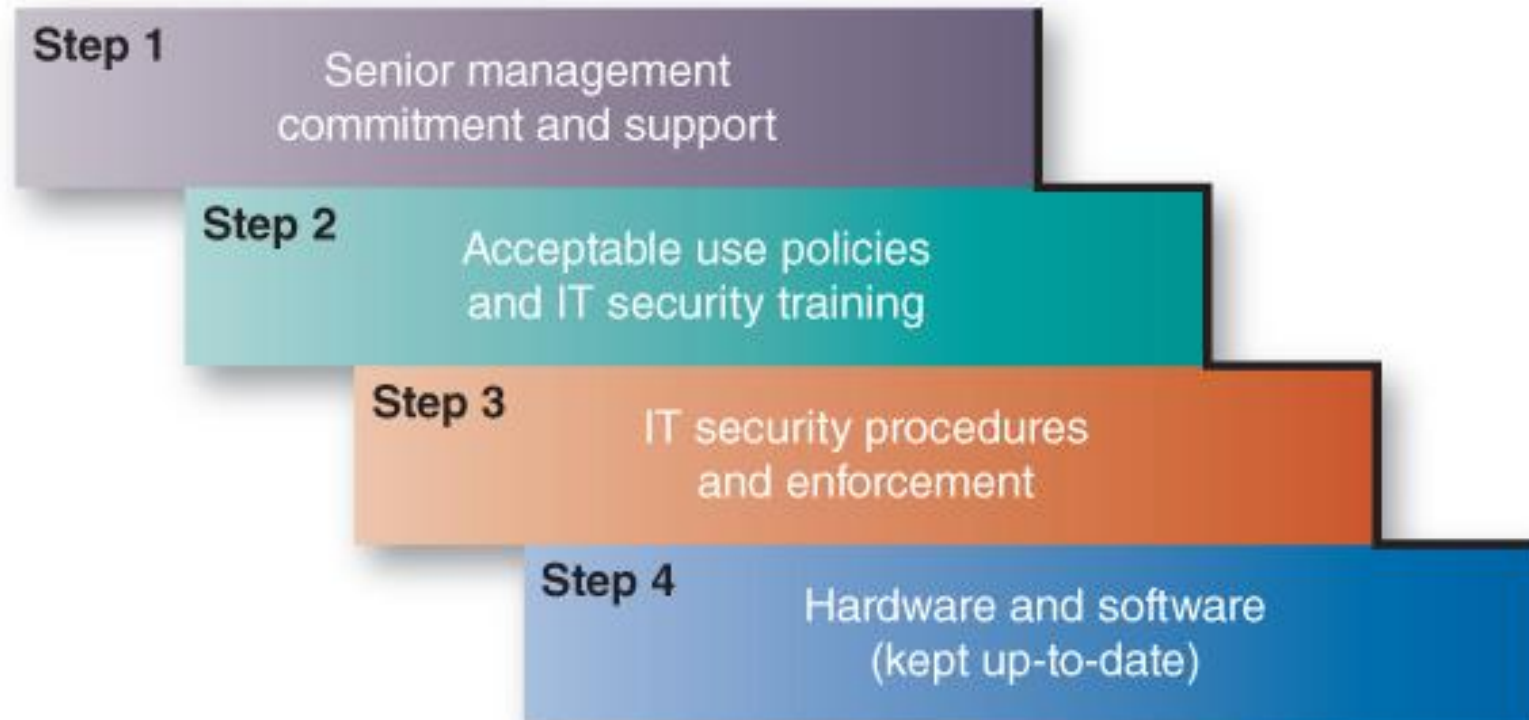 Step 1
Senior management
commitment and support
Step 2
Acceptable use policies
and IT security training
Step 3
IT security procedures
and enforcement
Step 4
Hardware and software
(kept up-to-date)